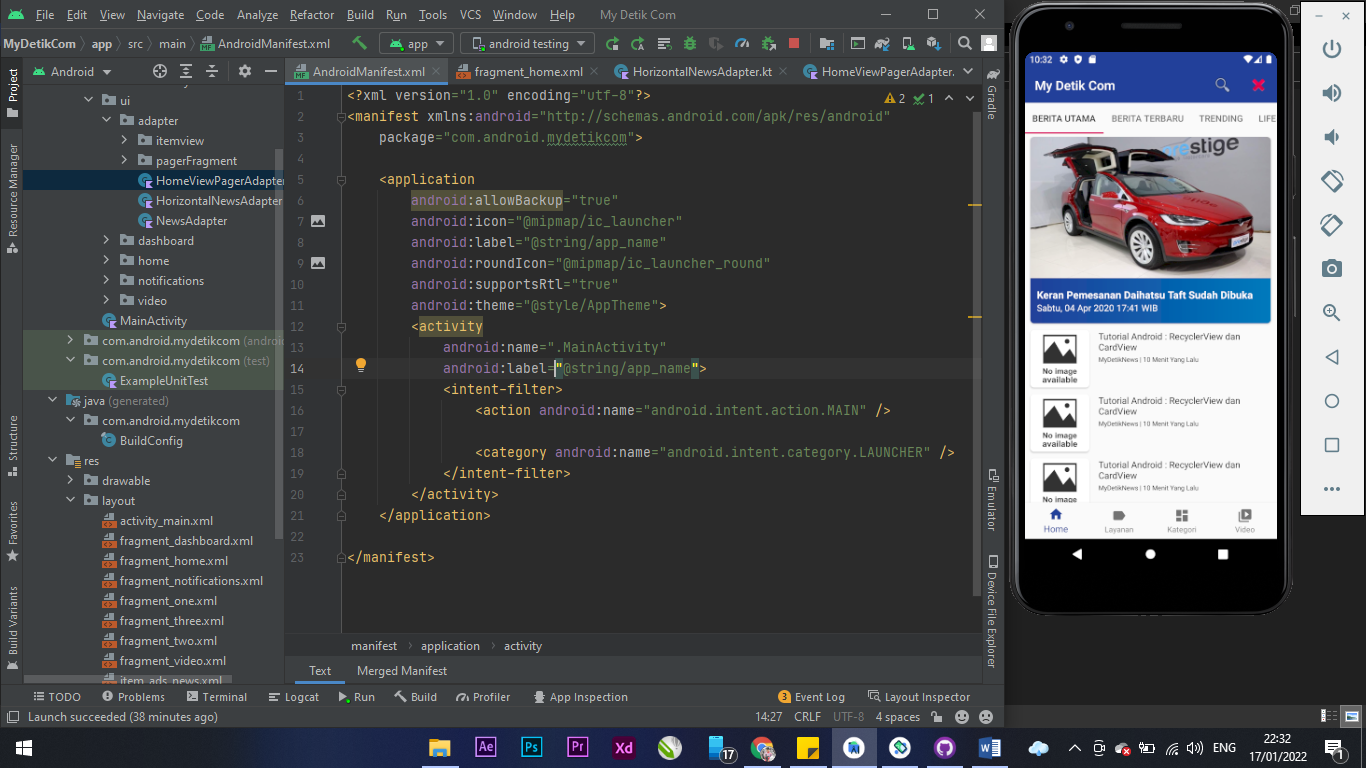 File Edit View Navigate Code Analyze Refactor Build Run Tools VCS Window Help My Detik Com
MyDetikCom app src main AndroidManifest.xml app android testing
Project
Resource Manager
Structure
Favorites
Build Variants
Android
ui
adapter
itemview
pagerFragment
HomeViewPagerAdapter
HorizontalNewsAdapter
NewsAdapter
dashboard
home
notifications
video
MainActivity
com.android.mydetikcom
com.android.mydetikcom (test)
ExampleUnitTest
java (generated)
com.android.mydetikcom
BuildConfig
res
drawable
layout
activity_main.xml
fragment_dashboard.xml
fragment_home.xml
fragment_notifications.xml
fragment_one.xml
fragment_three.xml
fragment_two.xml
fragment_video.xml
item_ads_news.xml
AndroidManifest.xml fragment_home.xml HorizontalNewsAdapter.kt HomeViewPagerAdapter.
2 1
1 <?xml version="1.0" encoding="utf-8"?>
2 <manifest xmlns:android="http://schemas.android.com/apk/res/android"
3 package="com.android.mydetikcom">
4
5 <application
6 android:allowBackup="true"
7 android:icon="@mipmap/ic_launcher"
8 android:label="@string/app_name"
9 android:roundIcon="@mipmap/ic_launcher_round"
10 android:supportsRtl="true"
11 android:theme="@style/AppTheme">
12 <activity
13 android:name=".MainActivity"
14 android:label="@string/app_name">
15 <intent-filter>
16 <action android:name="android.intent.action.MAIN" />
17
18 <category android:name="android.intent.category.LAUNCHER" />
19 </intent-filter>
20 </activity>
21 </application>
22
23 </manifest>
manifest application activity
Text Merged Manifest
Gradle
Emulator
Device File Explorer
TODO Problems Terminal Logcat Run Build Profiler App Inspection 3 Event Log Layout Inspector
Launch succeeded (38 minutes ago) 14:27 CRLF UTF-8 4 spaces
10:32
My Detik Com
BERITA UTAMA BERITA TERBARU TRENDING LIFE
restige
Keran Pemesanan Daihatsu Taft Sudah Dibuka
Sabtu, 04 Apr 2020 17:41 WIB
No image
available
Tutorial Android : RecyclerView dan
CardView
MyDetikNews | 10 Menit Yang Lalu
No image
available
Tutorial Android : RecyclerView dan
CardView
MyDetikNews | 10 Menit Yang Lalu
No image
Tutorial Android : RecyclerView dan
CardView
MyDetikNews | 10 Menit Yang Lalu
Home Layanan Kategori Video
Ae Ps Pr Xd 17 W ENG
22:32
17/01/2022
1